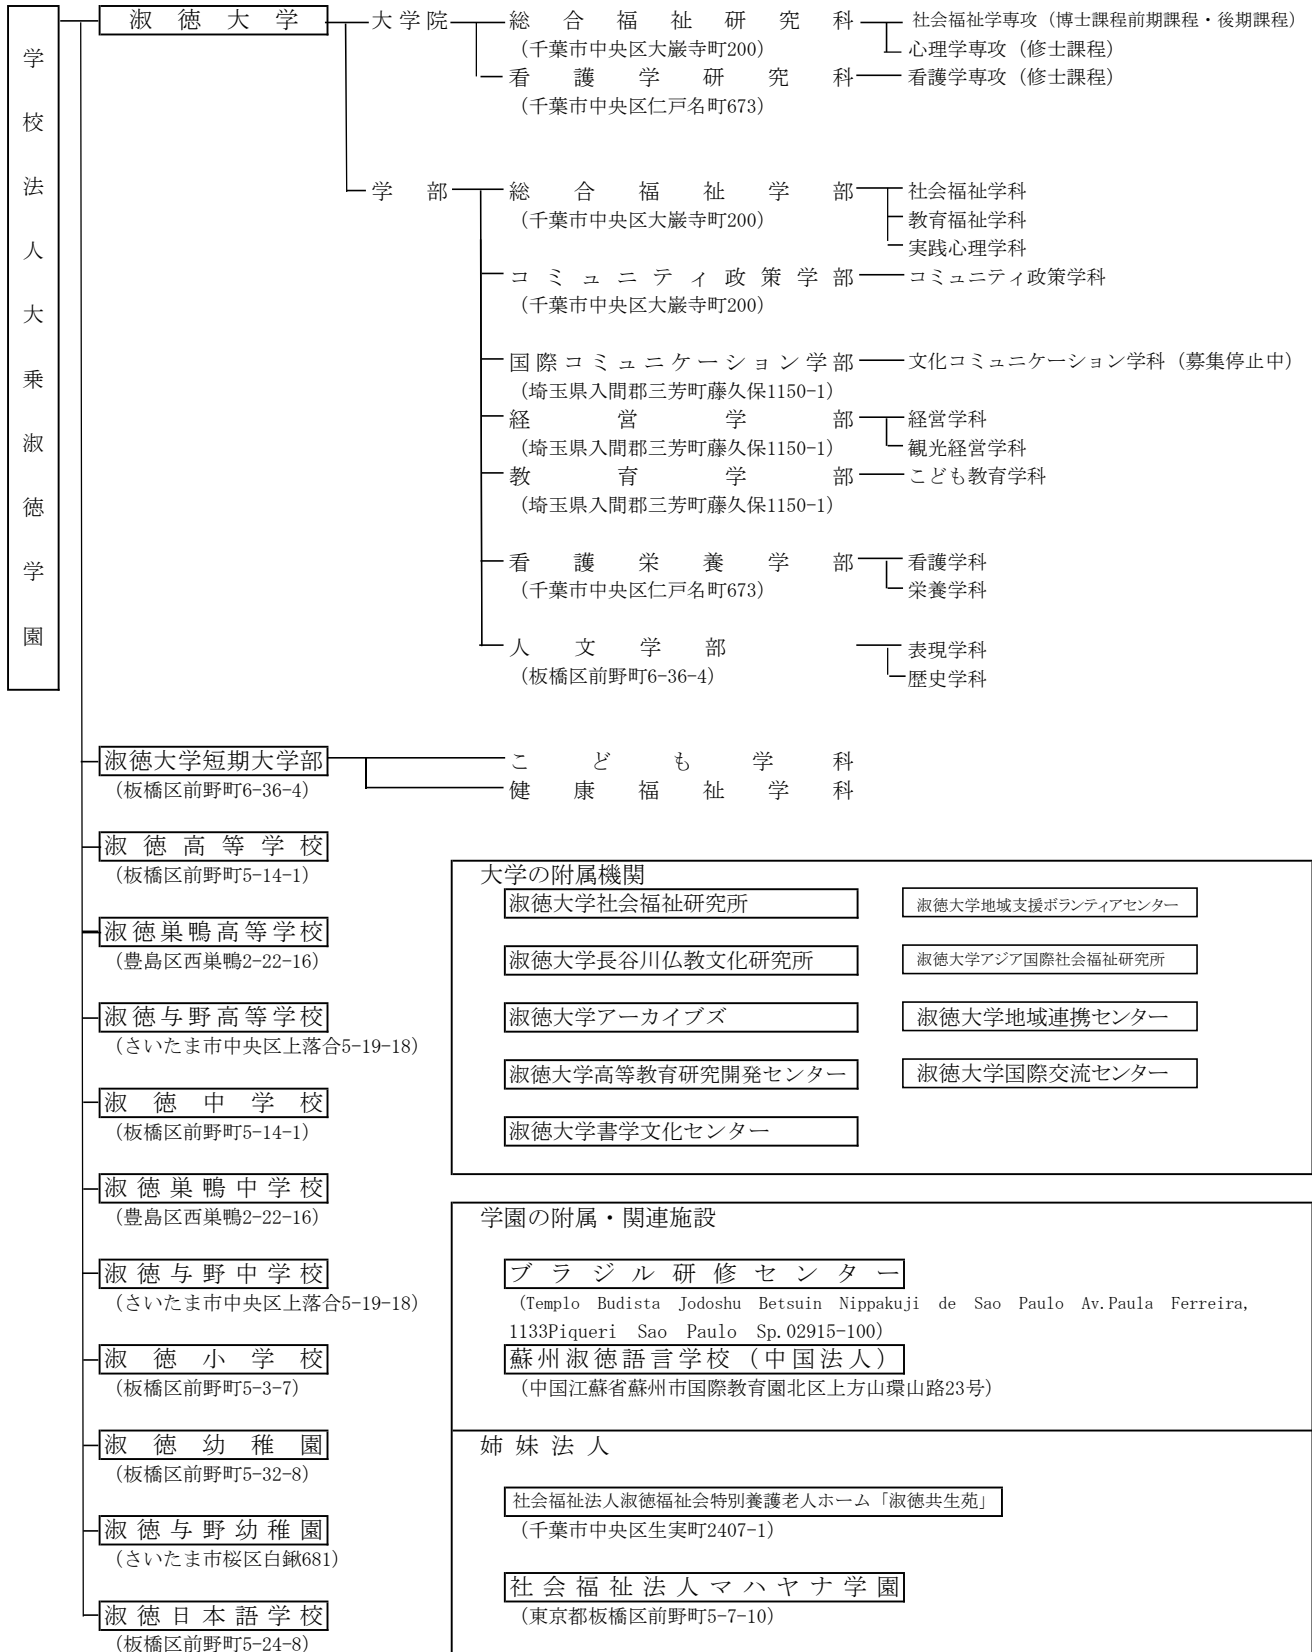 学校法人大乗淑徳学園
淑徳大学
大学院
総合福祉研究科
社会福祉学専攻（博士課程前期課程・後期課程）
（千葉市中央区大巌寺町200）
心理学専攻（修士課程）
看護学研究科
看護学専攻（修士課程）
（千葉市中央区仁戸名町673）
学部
総合福祉学部
社会福祉学科
（千葉市中央区大巌寺町200）
教育福祉学科
実践心理学科
コミュニティ政策学部
コミュニティ政策学科
（千葉市中央区大巌寺町200）
国際コミュニケーション学部
文化コミュニケーション学科（募集停止中）
（埼玉県入間郡三芳町藤久保1150-1）
経営学部
経営学科
（埼玉県入間郡三芳町藤久保1150-1）
観光経営学科
教育学部
こども教育学科
（埼玉県入間郡三芳町藤久保1150-1）
看護栄養学部
看護学科
（千葉市中央区仁戸名町673）
栄養学科
人文学部
表現学科
（板橋区前野町6-36-4）
歴史学科
淑徳大学短期大学部
こども学科
（板橋区前野町6-36-4）
健康福祉学科
淑徳高等学校
（板橋区前野町5-14-1）
淑徳巣鴨高等学校
（豊島区西巣鴨2-22-16）
淑徳与野高等学校
（さいたま市中央区上落合5-19-18）
淑徳中学校
（板橋区前野町5-14-1）
淑徳巣鴨中学校
（豊島区西巣鴨2-22-16）
淑徳与野中学校
（さいたま市中央区上落合5-19-18）
淑徳小学校
（板橋区前野町5-3-7）
淑徳幼稚園
（板橋区前野町5-32-8）
淑徳与野幼稚園
（さいたま市桜区白鍬681）
淑徳日本語学校
（板橋区前野町5-24-8）
大学の附属機関
淑徳大学社会福祉研究所
淑徳大学地域支援ボランティアセンター
淑徳大学長谷川仏教文化研究所
淑徳大学アジア国際社会福祉研究所
淑徳大学アーカイブズ
淑徳大学地域連携センター
淑徳大学高等教育研究開発センター
淑徳大学国際交流センター
淑徳大学書学文化センター
学園の附属・関連施設
ブラジル研修センター
（Templo Budista Jodoshu Betsuin Nippakuji de Sao Paulo Av.Paula Ferreira,
1133Piqueri Sao Paulo Sp.02915-100）
蘇州淑徳語言学校（中国法人）
（中国江蘇省蘇州市国際教育園北区上方山環山路23号）
姉妹法人
社会福祉法人淑徳福祉会特別養護老人ホーム「淑徳共生苑」
（千葉市中央区生実町2407-1）
社会福祉法人マハヤナ学園
（東京都板橋区前野町5-7-10）